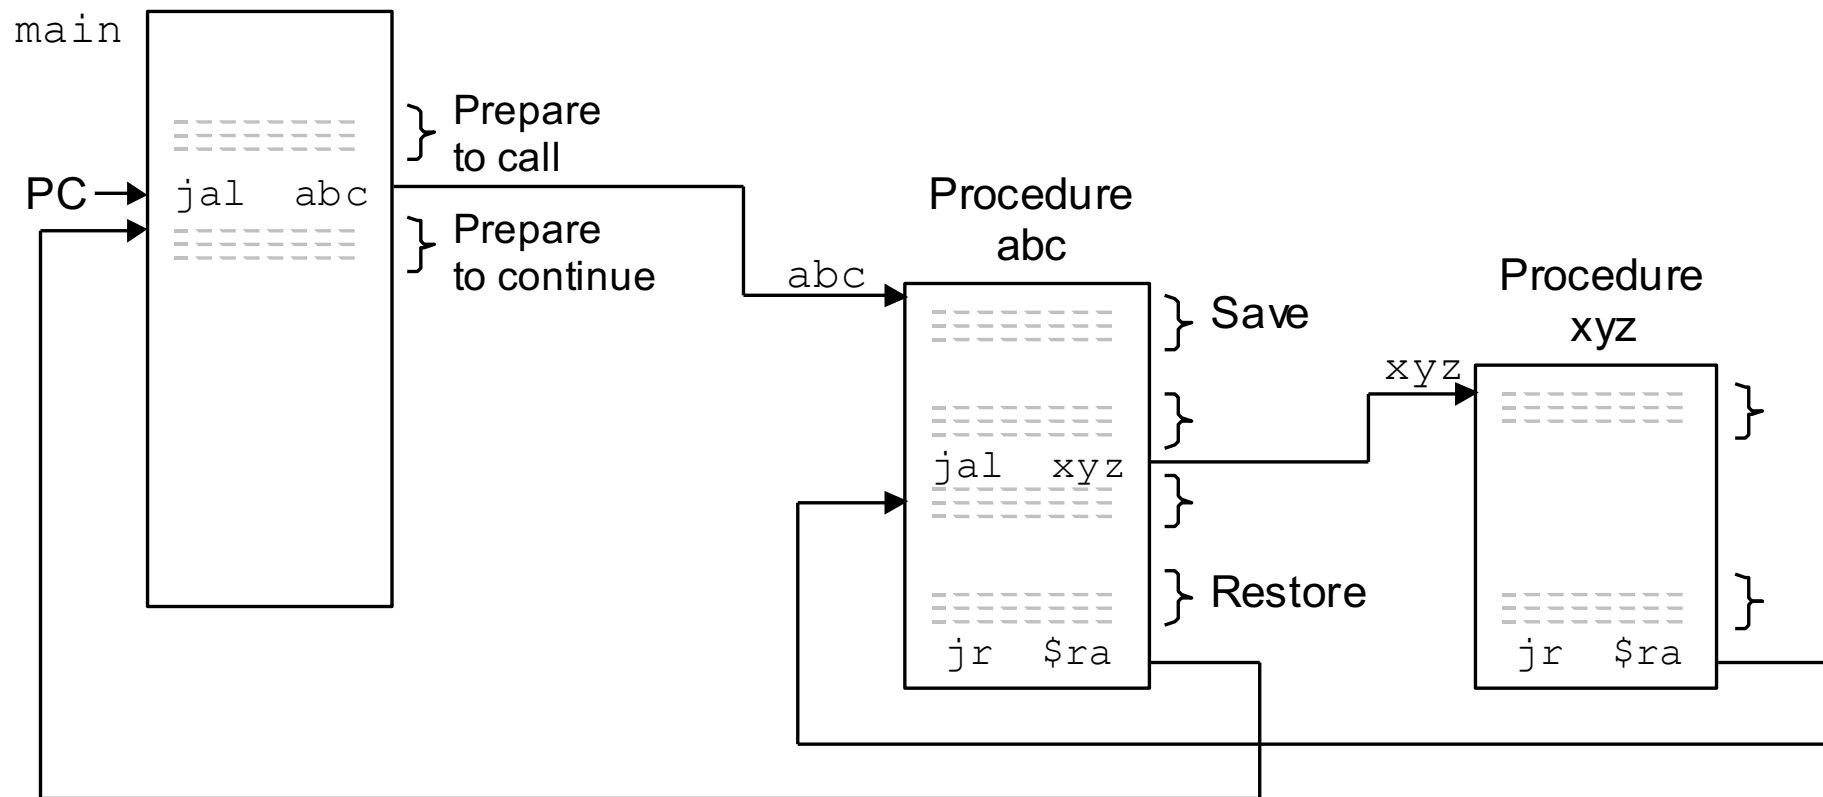 main
Prepare
to call
PC
jal abc
Prepare
to continue
abc
Procedure
abc
Save
jal xyz
Restore
jr $ra
Procedure
xyz
xyz
jr $ra